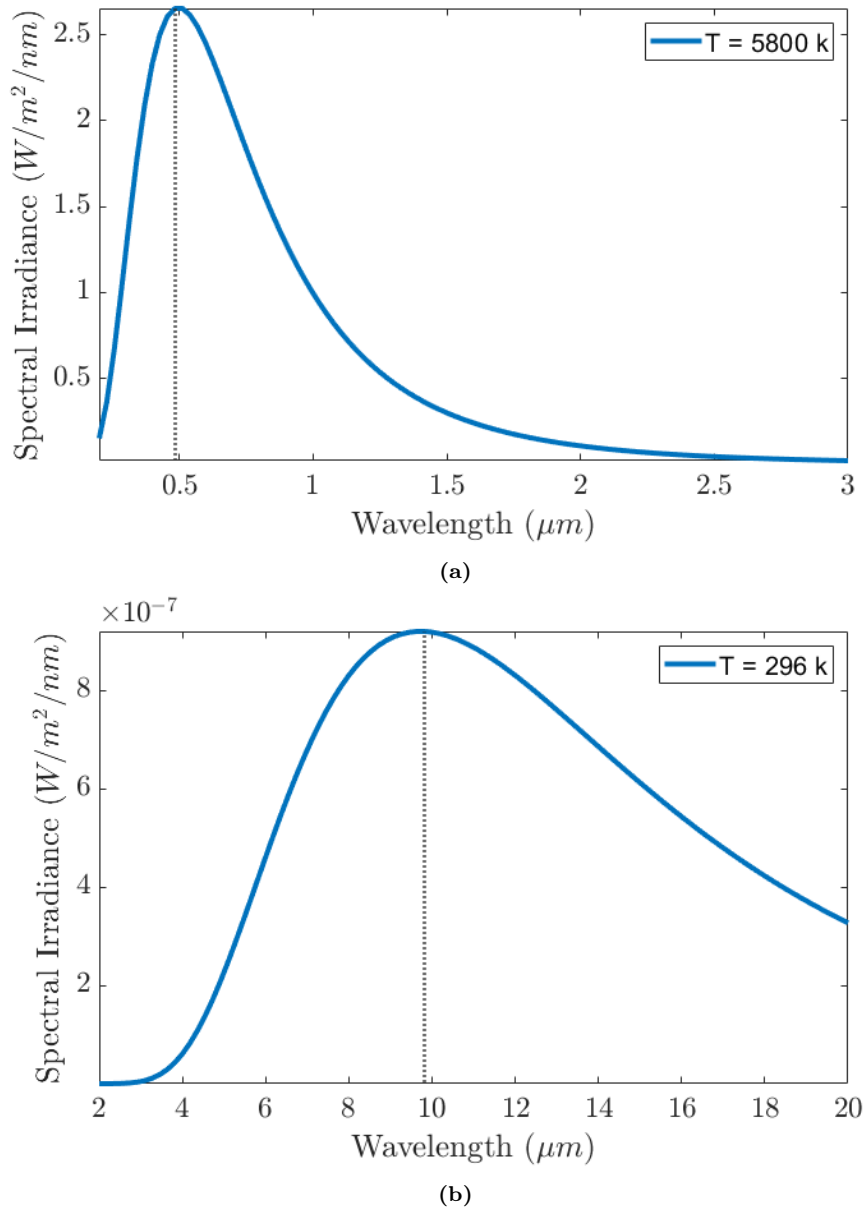 2.5
2
1.5
1
0.5
Spectral Irradiance (W/m²/nm)
T = 5800 k
0.5 1 1.5 2 2.5 3
Wavelength (μm)
(a)
×10⁻⁷
8
6
4
2
Spectral Irradiance (W/m²/nm)
T = 296 k
2 4 6 8 10 12 14 16 18 20
Wavelength (μm)
(b)